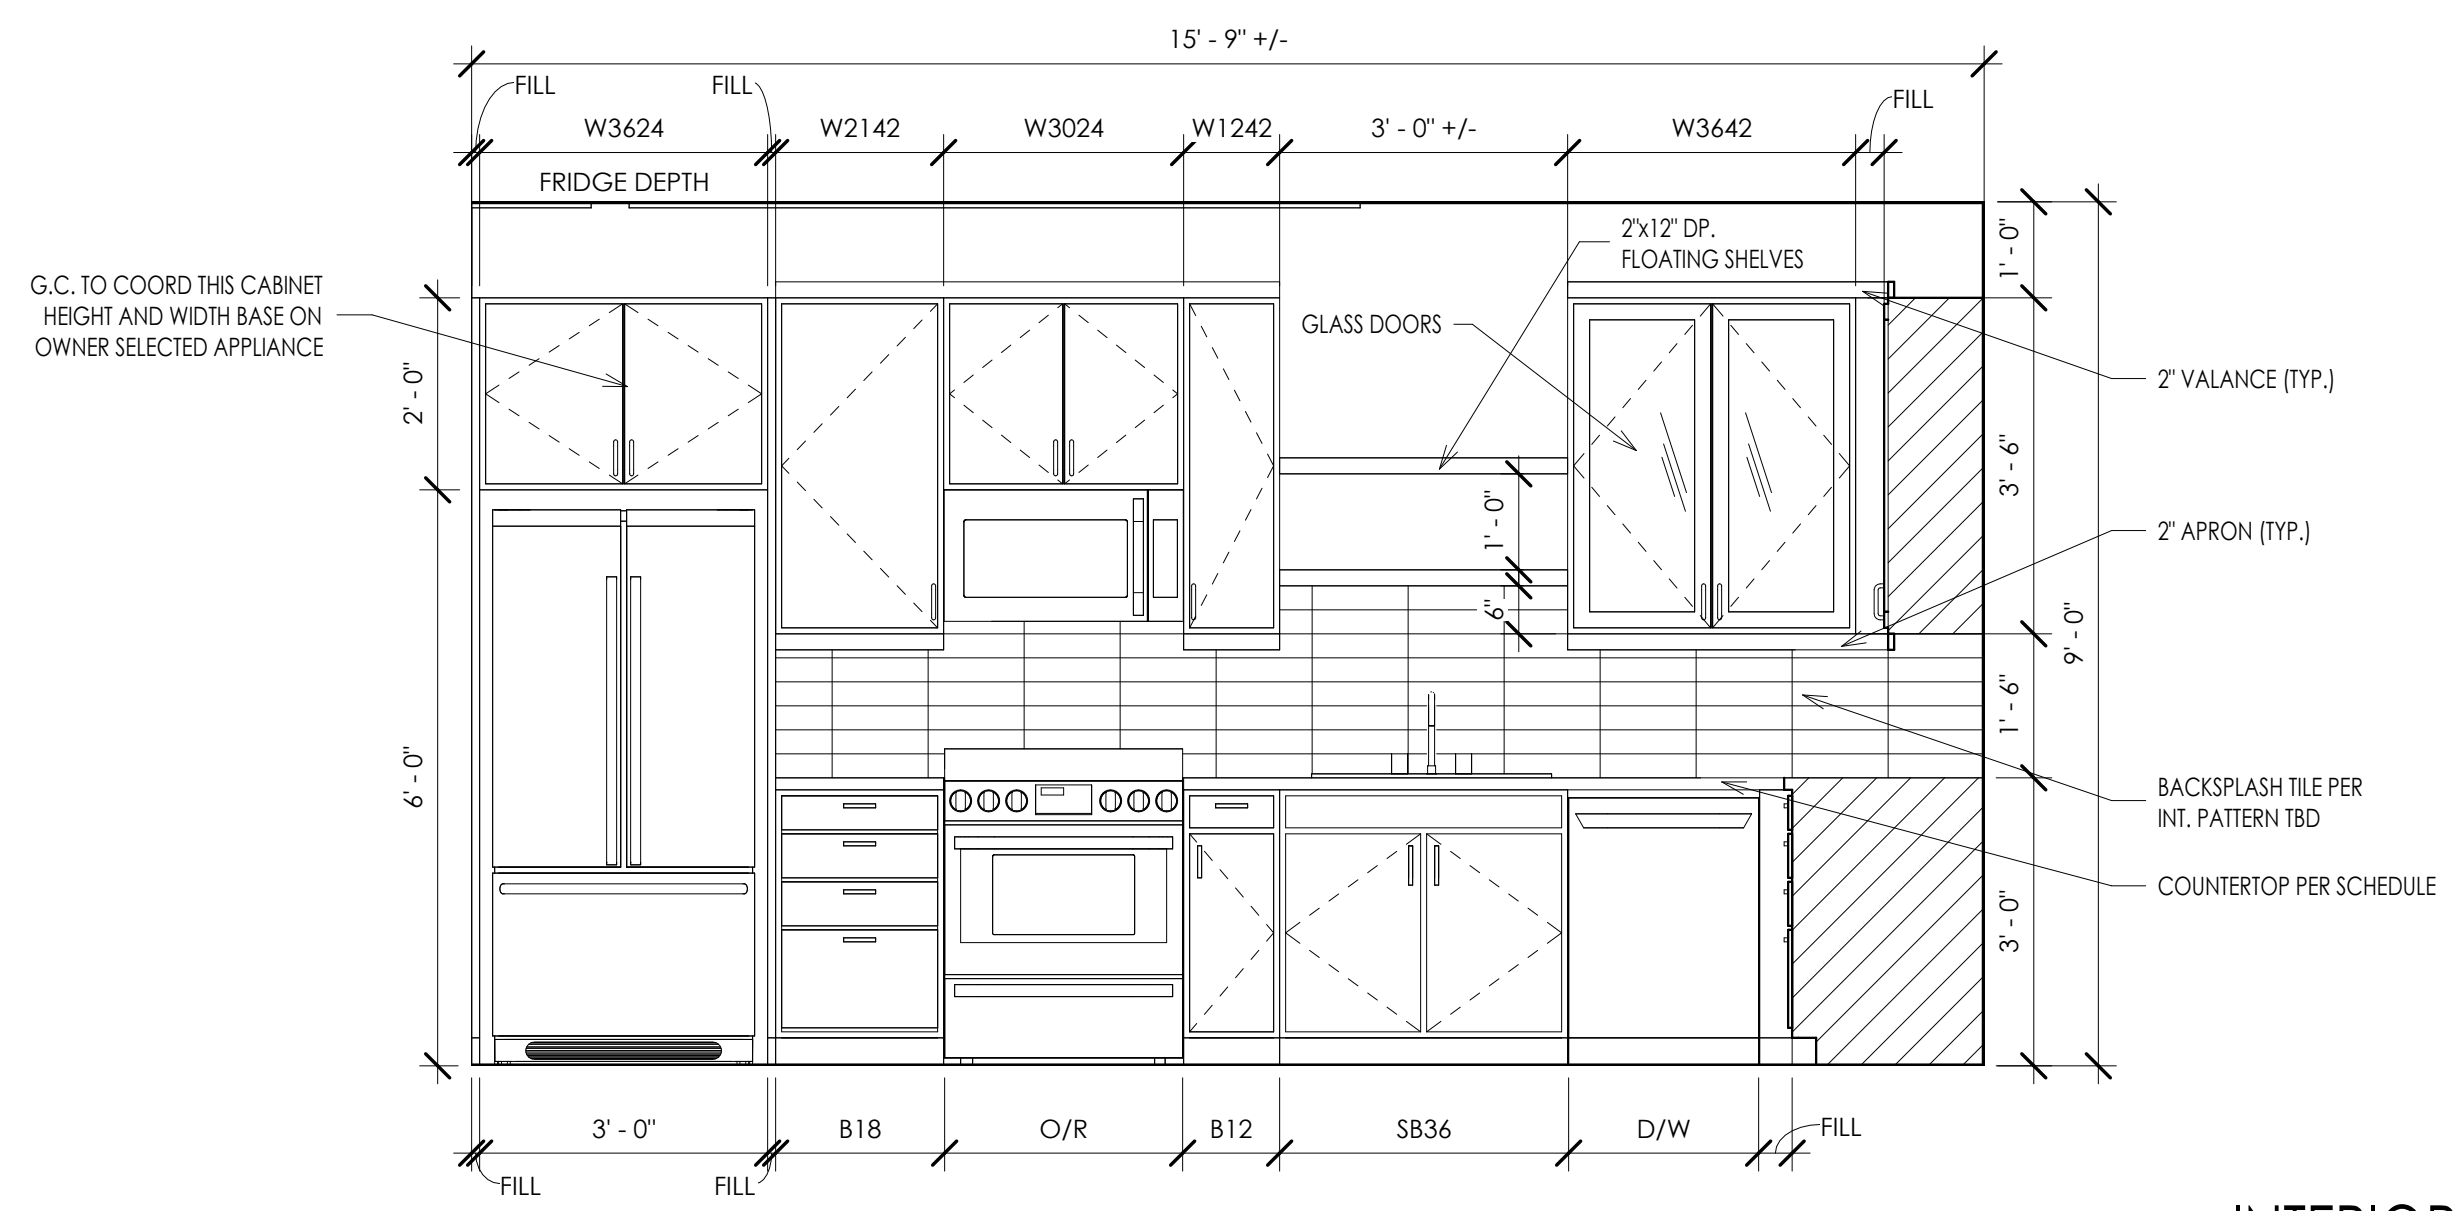 15' - 9" +/-
FILL
FILL
FILL
W3624
W2142
W3024
W1242
3' - 0" +/-
W3642
FRIDGE DEPTH
2"x12" DP.
FLOATING SHELVES
1' - 0"
G.C. TO COORD THIS CABINET
HEIGHT AND WIDTH BASE ON
OWNER SELECTED APPLIANCE
GLASS DOORS
2' - 0"
2" VALANCE (TYP.)
3' - 6"
1' - 0"
2" APRON (TYP.)
6"
9' - 0"
1' - 6"
6' - 0"
BACKSPLASH TILE PER
INT. PATTERN TBD
COUNTERTOP PER SCHEDULE
3' - 0"
3' - 0"
B18
O/R
B12
SB36
D/W
FILL
FILL
FILL